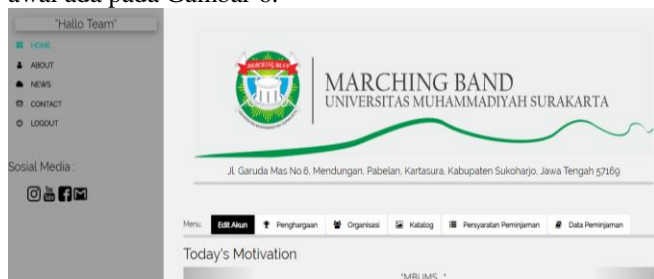 awal ada pada Gambar 6.
"Hallo Team"
HOME
ABOUT
NEWS
CONTACT
LOGOUT
Sosial Media :
MARCHING BAND
UNIVERSITAS MUHAMMADIYAH SURAKARTA
Jl. Garuda Mas No.6, Mendungan, Pabelan, Kartasura, Kabupaten Sukoharjo, Jawa Tengah 57169
Menu: Edit Akun Penghargaan Organisasi Katalog Persyaratan Peminjaman Data Peminjaman
Today's Motivation